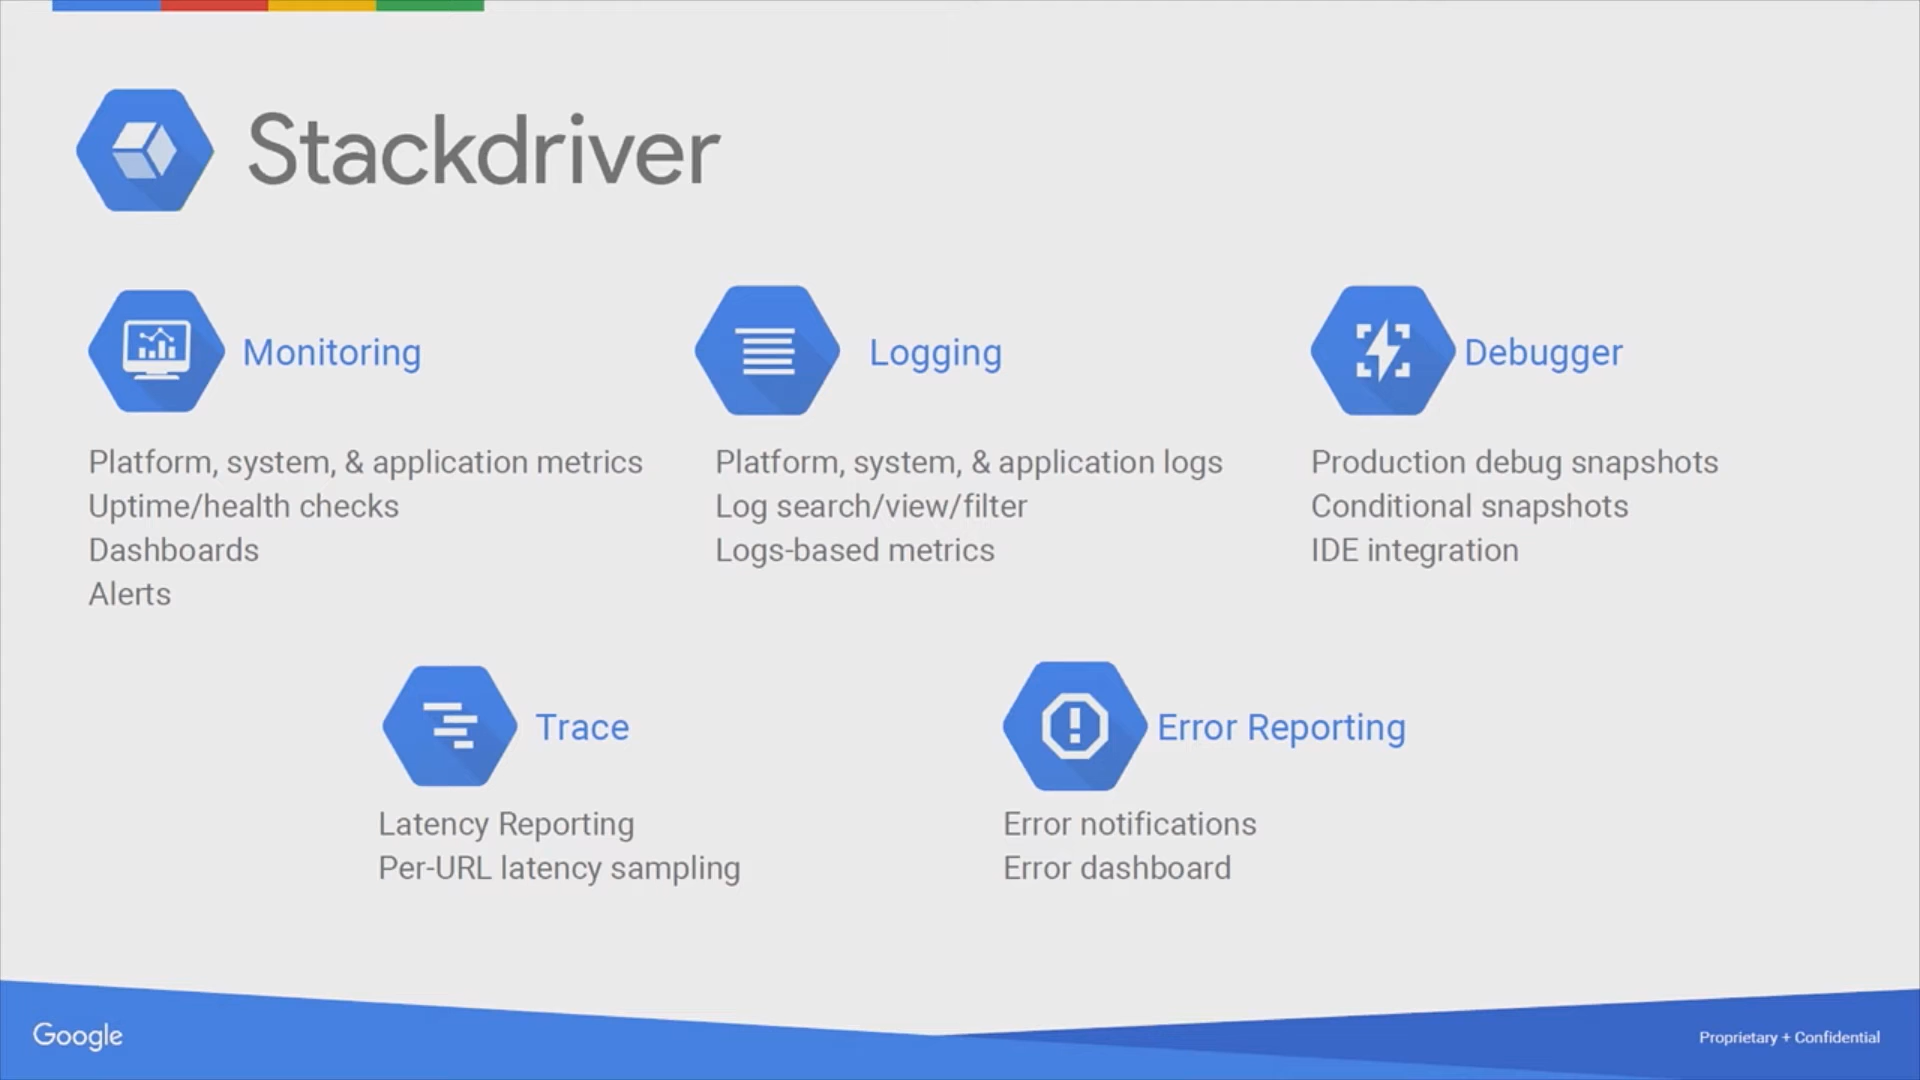 Stackdriver
Monitoring
Platform, system, & application metrics
Uptime/health checks
Dashboards
Alerts
Logging
Platform, system, & application logs
Log search/view/filter
Logs-based metrics
Debugger
Production debug snapshots
Conditional snapshots
IDE integration
Trace
Latency Reporting
Per-URL latency sampling
Error Reporting
Error notifications
Error dashboard
Google
Proprietary + Confidential